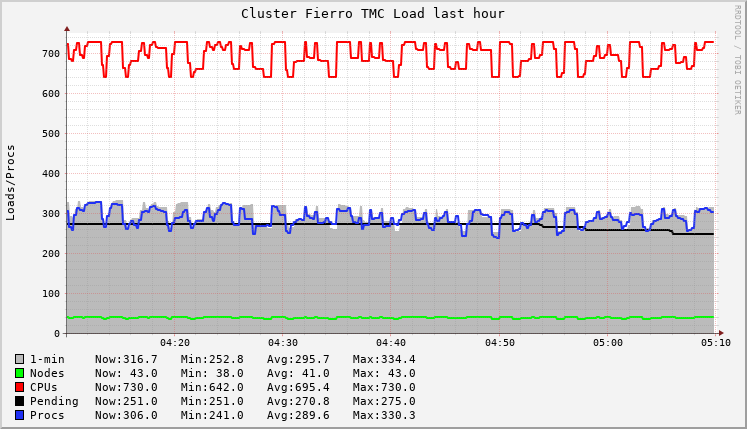 Cluster Fierro TMC Load last hour
RRDTOOL / TOBI OETIKER
Loads/Procs
700
600
500
400
300
200
100
0
04:20 04:30 04:40 04:50 05:00 05:10
1-min Now:316.7 Min:252.8 Avg:295.7 Max:334.4
Nodes Now: 43.0 Min: 38.0 Avg: 41.0 Max: 43.0
CPUs Now:730.0 Min:642.0 Avg:695.4 Max:730.0
Pending Now:251.0 Min:251.0 Avg:270.8 Max:275.0
Procs Now:306.0 Min:241.0 Avg:289.6 Max:330.3